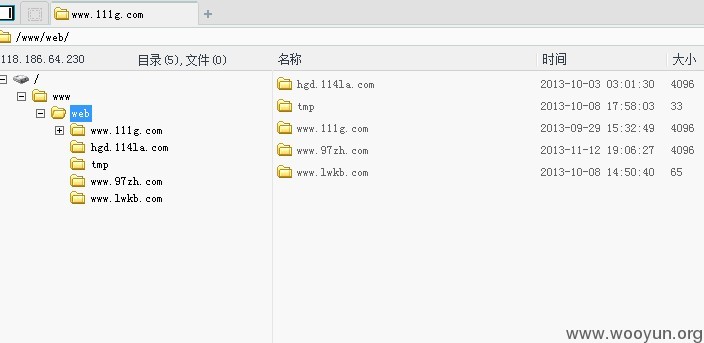 www.111g.com
/www/web/
118.186.64.230 目录(5),文件(0) 名称 时间 大小
/
www
web
www.111g.com
hgd.114la.com
tmp
www.97zh.com
www.lwkb.com
hgd.114la.com 2013-10-03 03:01:30 4096
tmp 2013-10-08 17:58:03 33
www.111g.com 2013-09-29 15:32:49 4096
www.97zh.com 2013-11-12 19:06:27 4096
www.lwkb.com 2013-10-08 14:50:40 65
www.wooyun.org